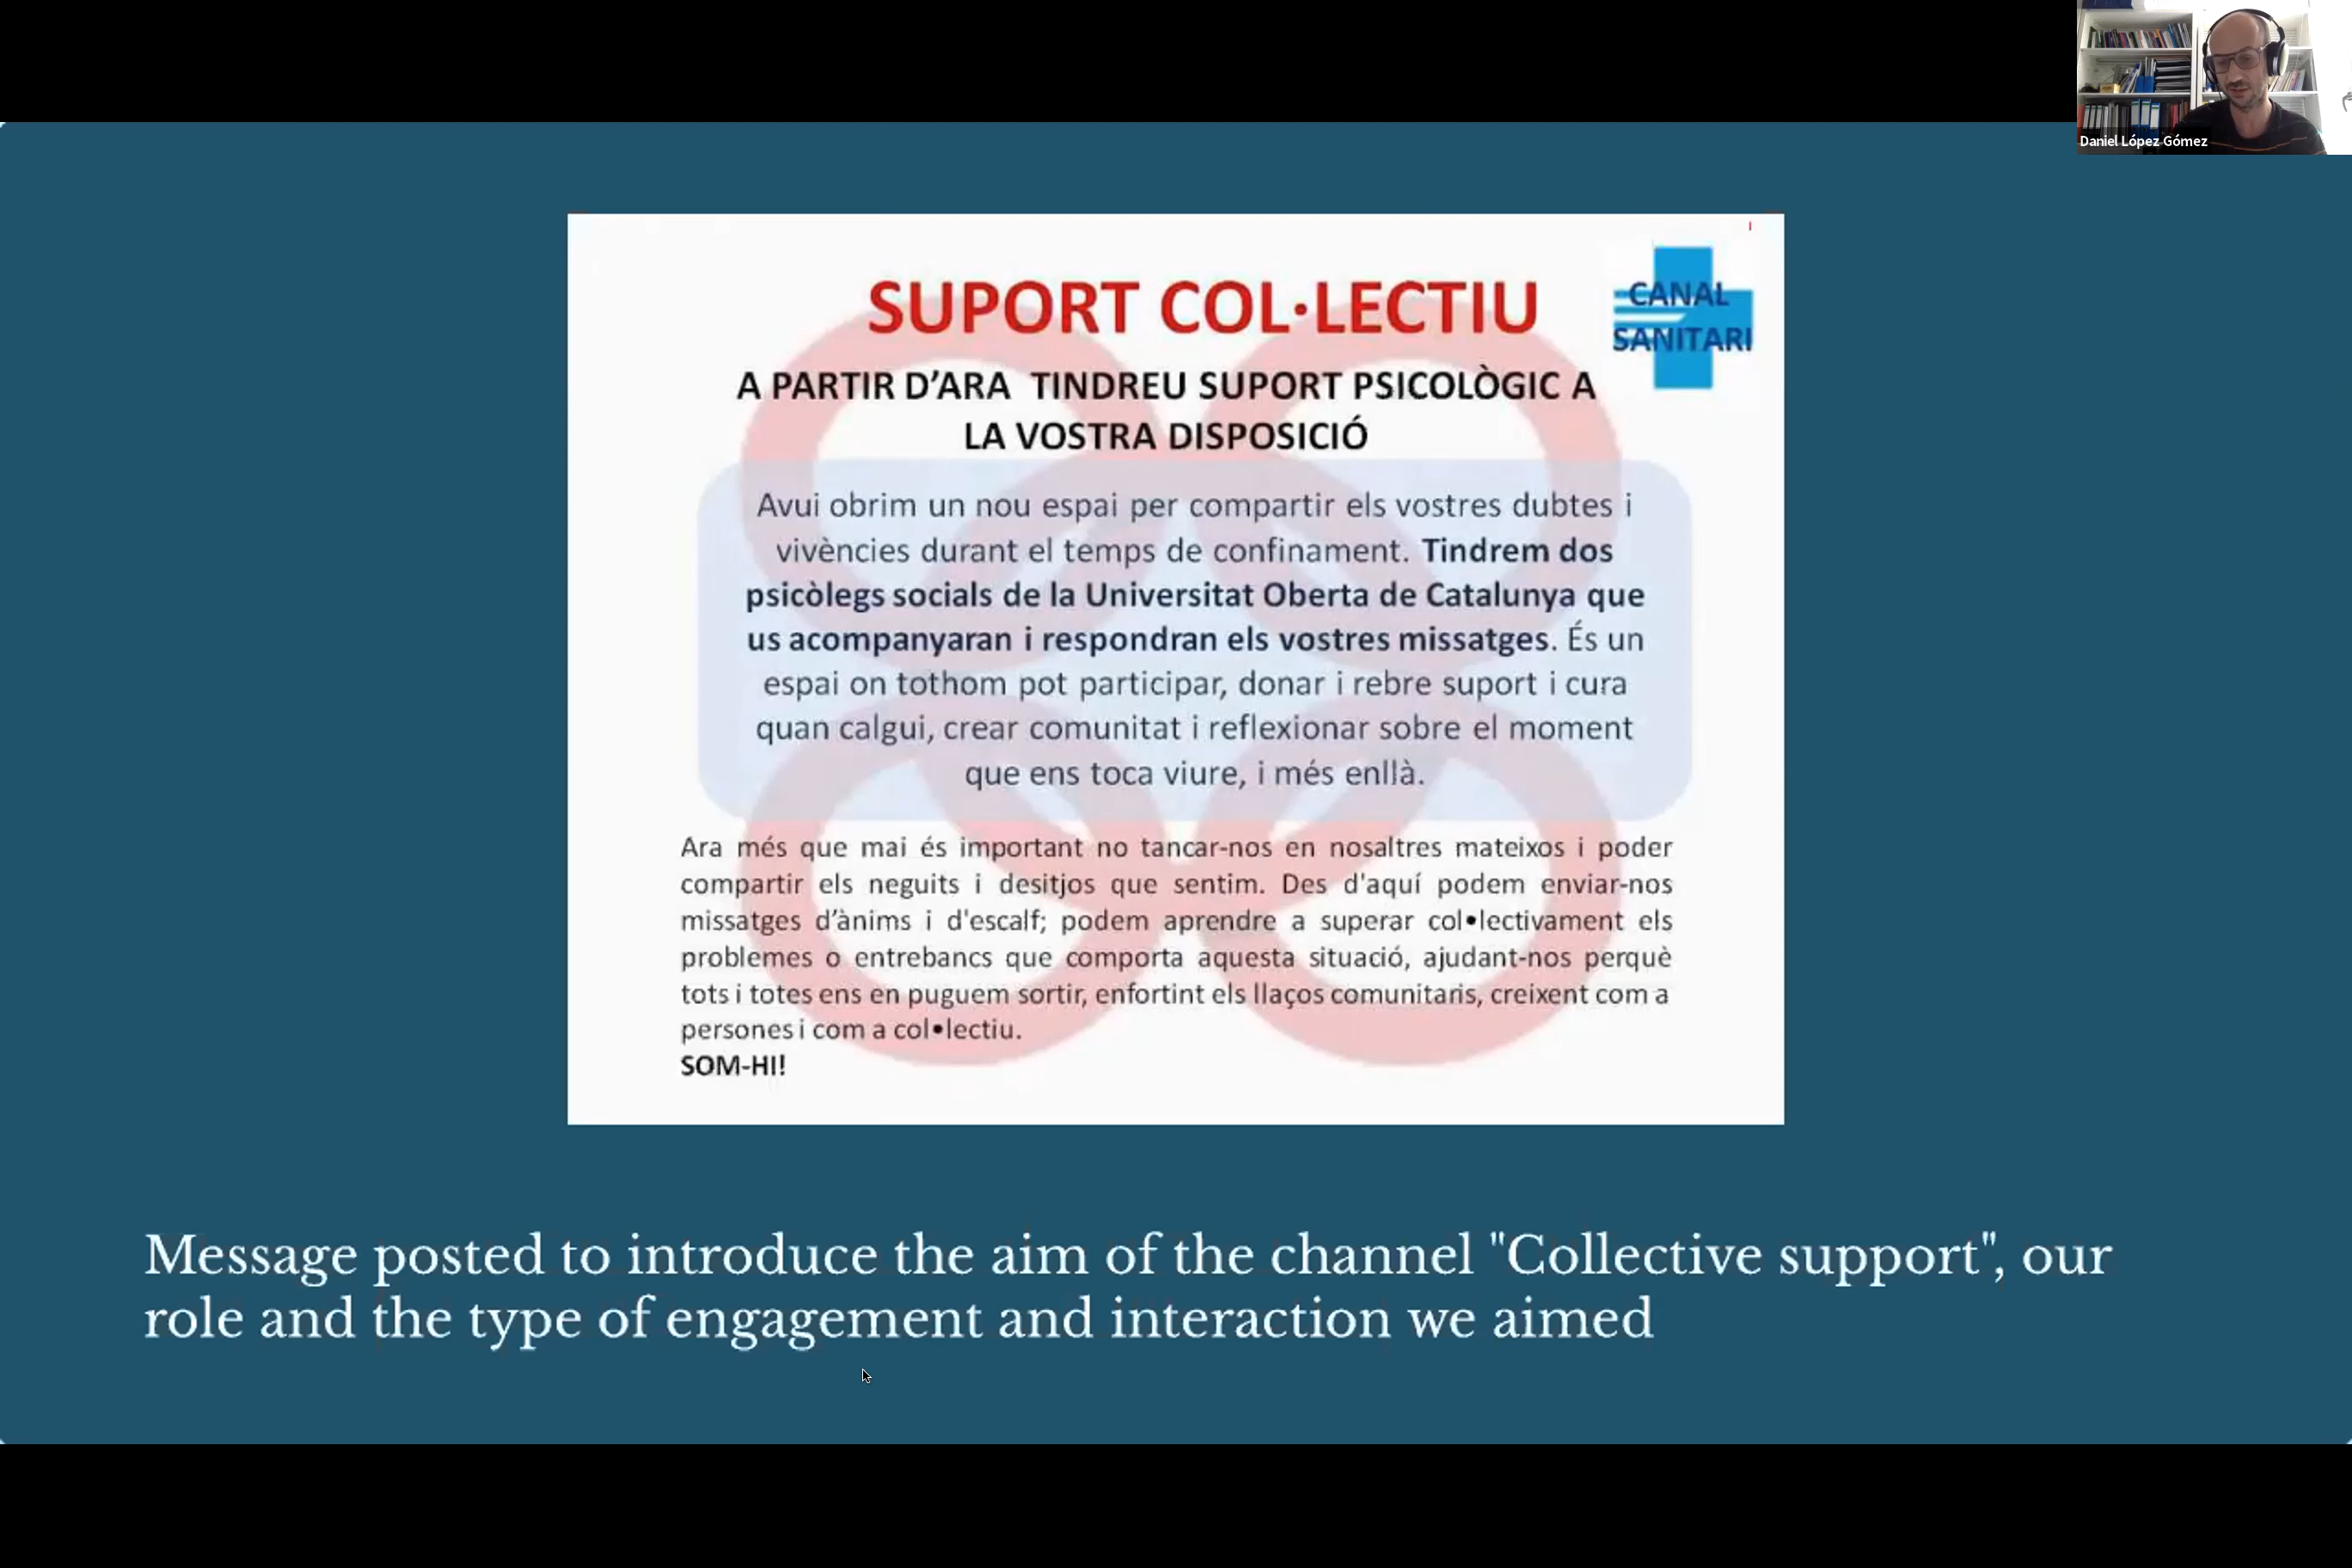 Daniel López Gómez
SUPORT COL·LECTIU
CANAL
SANITARI
A PARTIR D’ARA TINDREU SUPORT PSICOLÒGIC A
LA VOSTRA DISPOSICIÓ
Avui obrim un nou espai per compartir els vostres dubtes i
vivències durant el temps de confinament. Tindrem dos
psicòlegs socials de la Universitat Oberta de Catalunya que
us acompanyaran i respondran els vostres missatges. És un
espai on tothom pot participar, donar i rebre suport i cura
quan calgui, crear comunitat i reflexionar sobre el moment
que ens toca viure, i més enllà.
Ara més que mai és important no tancar-nos en nosaltres mateixos i poder
compartir els neguits i desitjos que sentim. Des d'aquí podem enviar-nos
missatges d’ànims i d'escalf; podem aprendre a superar col•lectivament els
problemes o entrebancs que comporta aquesta situació, ajudant-nos perquè
tots i totes ens en puguem sortir, enfortint els llaços comunitaris, creixent com a
persones i com a col•lectiu.
SOM-HI!
Message posted to introduce the aim of the channel "Collective support", our
role and the type of engagement and interaction we aimed